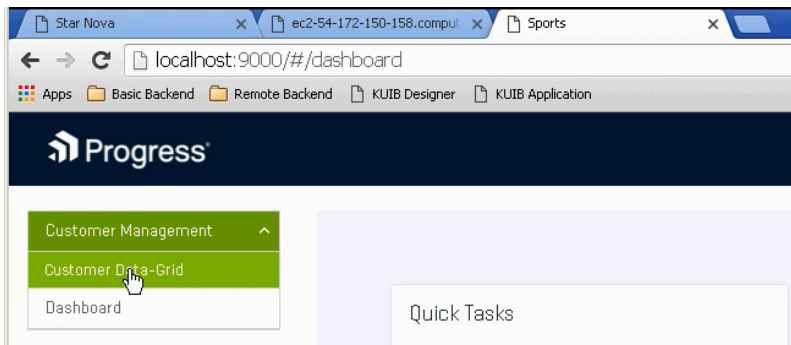 Star Nova
ec2-54-172-150-158.comput
Sports
localhost:9000/#/dashboard
Apps Basic Backend Remote Backend KUIB Designer KUIB Application
Progress
Customer Management
Customer Data-Grid
Dashboard
Quick Tasks